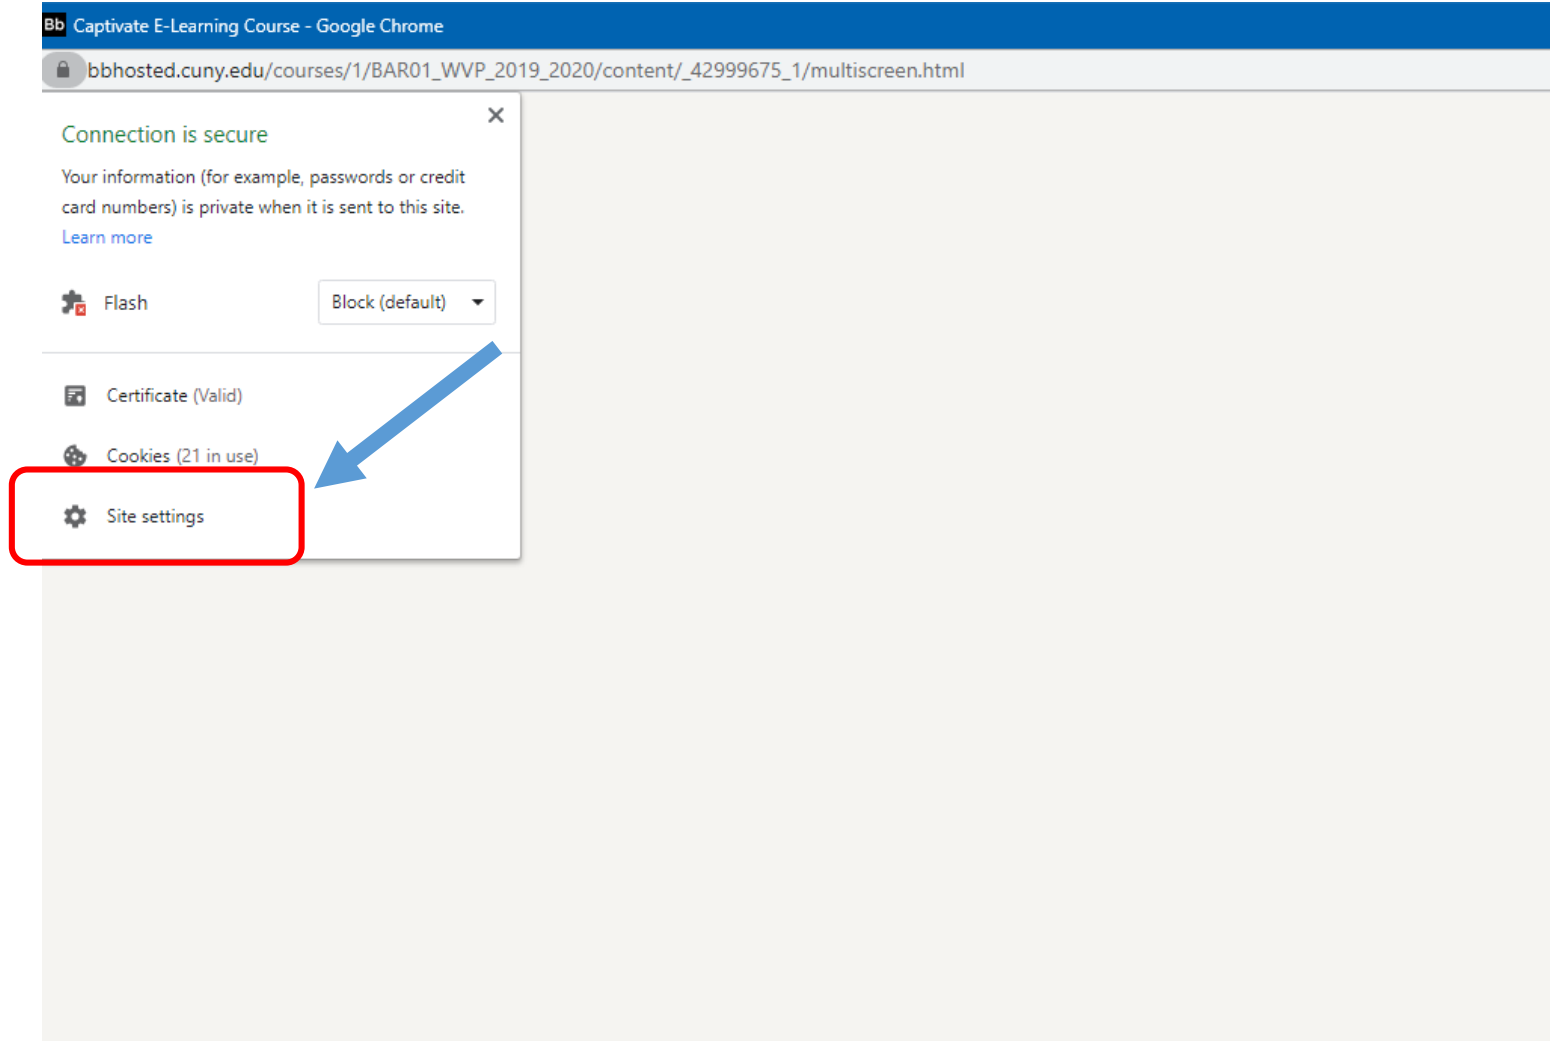 Bb Captivate E-Learning Course - Google Chrome
bbhosted.cuny.edu/courses/1/BAR01_WVP_2019_2020/content/_42999675_1/multiscreen.html
Connection is secure
Your information (for example, passwords or credit
card numbers) is private when it is sent to this site.
Learn more
Flash Block (default)
Certificate (Valid)
Cookies (21 in use)
Site settings